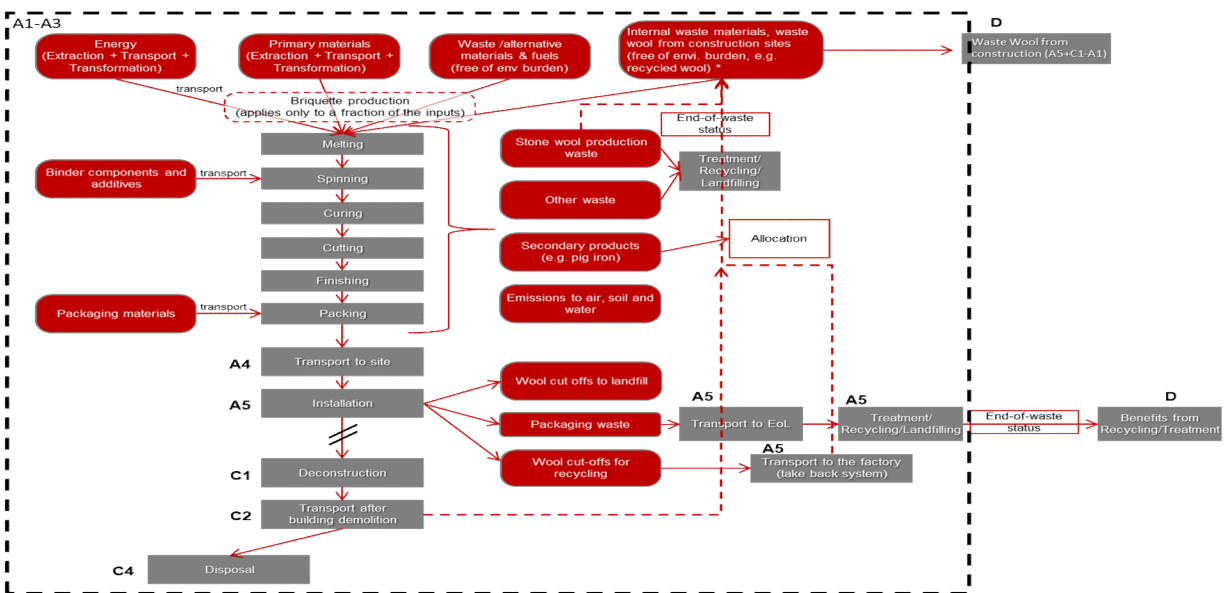 A1-A3
D
Energy
(Extraction + Transport +
Transformation)
Primary materials
(Extraction + Transport +
Transformation)
Waste /alternative
materials & fuels
(free of env burden)
Internal waste materials, waste
wool from construction sites
(free of envi. burden, e.g.
recycled wool) *
Waste Wool from
construction (A5+C1-A1)
transport
Briquette production
(applies only to a fraction of the inputs)
End-of-waste
status
Melting
Stone wool production
waste
Treatment/
Recycling/
Landfilling
Binder components and
additives
transport
Spinning
Other waste
Curing
Cutting
Secondary products
(e.g. pig iron)
Allocation
Finishing
Emissions to air, soil and
water
Packaging materials
transport
Packing
A4
Transport to site
Wool cut offs to landfill
A5
Installation
A5
A5
D
Packaging waste
Transport to EoL
Treatment/
Recycling/Landfilling
End-of-waste
status
Benefits from
Recycling/Treatment
A5
C1
Deconstruction
Wool cut-offs for
recycling
Transport to the factory
(take back system)
C2
Transport after
building demolition
C4
Disposal